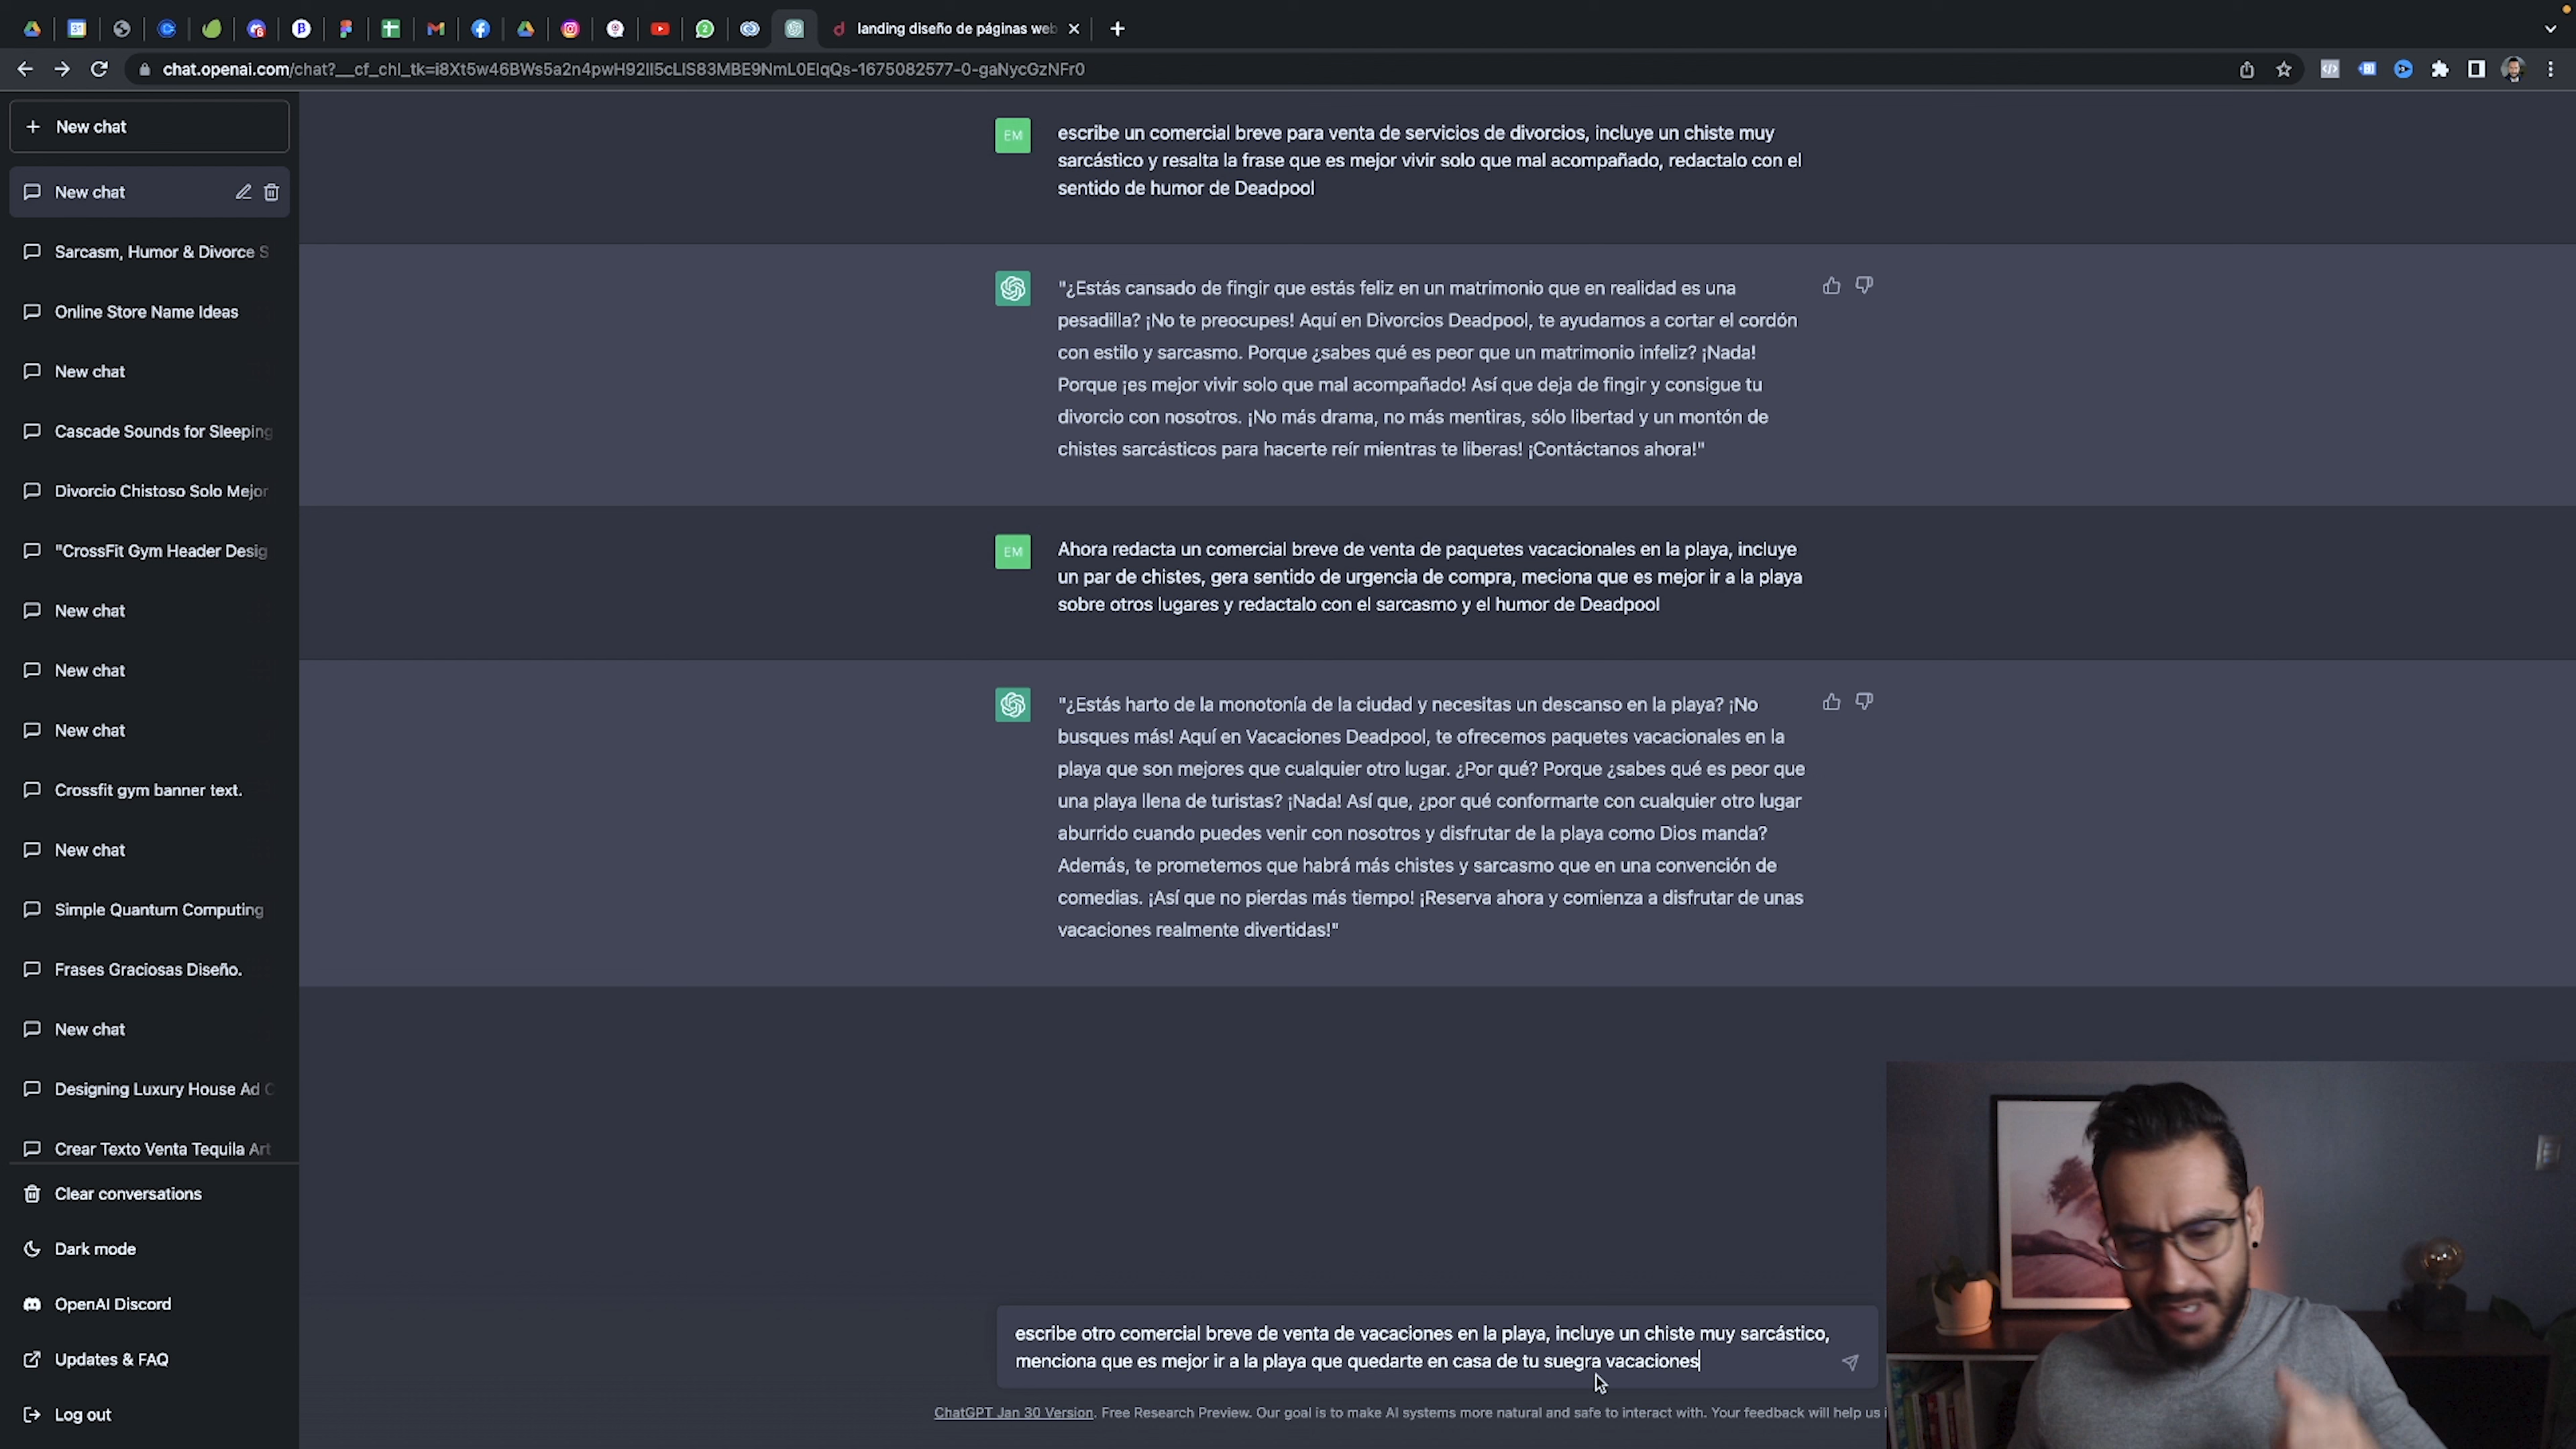 landing diseño de páginas web
chat.openai.com/chat?__cf_chl_tk=i8Xt5w46BWs5a2n4pwH92lI5cLlS83MBE9NmL0ElqQs-1675082577-0-gaNycGzNFr0
New chat
New chat
Sarcasm, Humor & Divorce S
Online Store Name Ideas
New chat
Cascade Sounds for Sleeping
Divorcio Chistoso Solo Mejor
"CrossFit Gym Header Desig
New chat
New chat
New chat
Crossfit gym banner text.
New chat
Simple Quantum Computing
Frases Graciosas Diseño.
New chat
Designing Luxury House Ad C
Crear Texto Venta Tequila Art
Clear conversations
Dark mode
OpenAI Discord
Updates & FAQ
Log out
EM
escribe un comercial breve para venta de servicios de divorcios, incluye un chiste muy
sarcástico y resalta la frase que es mejor vivir solo que mal acompañado, redactalo con el
sentido de humor de Deadpool
"¿Estás cansado de fingir que estás feliz en un matrimonio que en realidad es una
pesadilla? ¡No te preocupes! Aquí en Divorcios Deadpool, te ayudamos a cortar el cordón
con estilo y sarcasmo. Porque ¿sabes qué es peor que un matrimonio infeliz? ¡Nada!
Porque ¡es mejor vivir solo que mal acompañado! Así que deja de fingir y consigue tu
divorcio con nosotros. ¡No más drama, no más mentiras, sólo libertad y un montón de
chistes sarcásticos para hacerte reír mientras te liberas! ¡Contáctanos ahora!"
EM
Ahora redacta un comercial breve de venta de paquetes vacacionales en la playa, incluye
un par de chistes, gera sentido de urgencia de compra, meciona que es mejor ir a la playa
sobre otros lugares y redactalo con el sarcasmo y el humor de Deadpool
"¿Estás harto de la monotonía de la ciudad y necesitas un descanso en la playa? ¡No
busques más! Aquí en Vacaciones Deadpool, te ofrecemos paquetes vacacionales en la
playa que son mejores que cualquier otro lugar. ¿Por qué? Porque ¿sabes qué es peor que
una playa llena de turistas? ¡Nada! Así que, ¿por qué conformarte con cualquier otro lugar
aburrido cuando puedes venir con nosotros y disfrutar de la playa como Dios manda?
Además, te prometemos que habrá más chistes y sarcasmo que en una convención de
comedias. ¡Así que no pierdas más tiempo! ¡Reserva ahora y comienza a disfrutar de unas
vacaciones realmente divertidas!"
escribe otro comercial breve de venta de vacaciones en la playa, incluye un chiste muy sarcástico,
menciona que es mejor ir a la playa que quedarte en casa de tu suegra vacaciones
ChatGPT Jan 30 Version. Free Research Preview. Our goal is to make AI systems more natural and safe to interact with. Your feedback will help us i